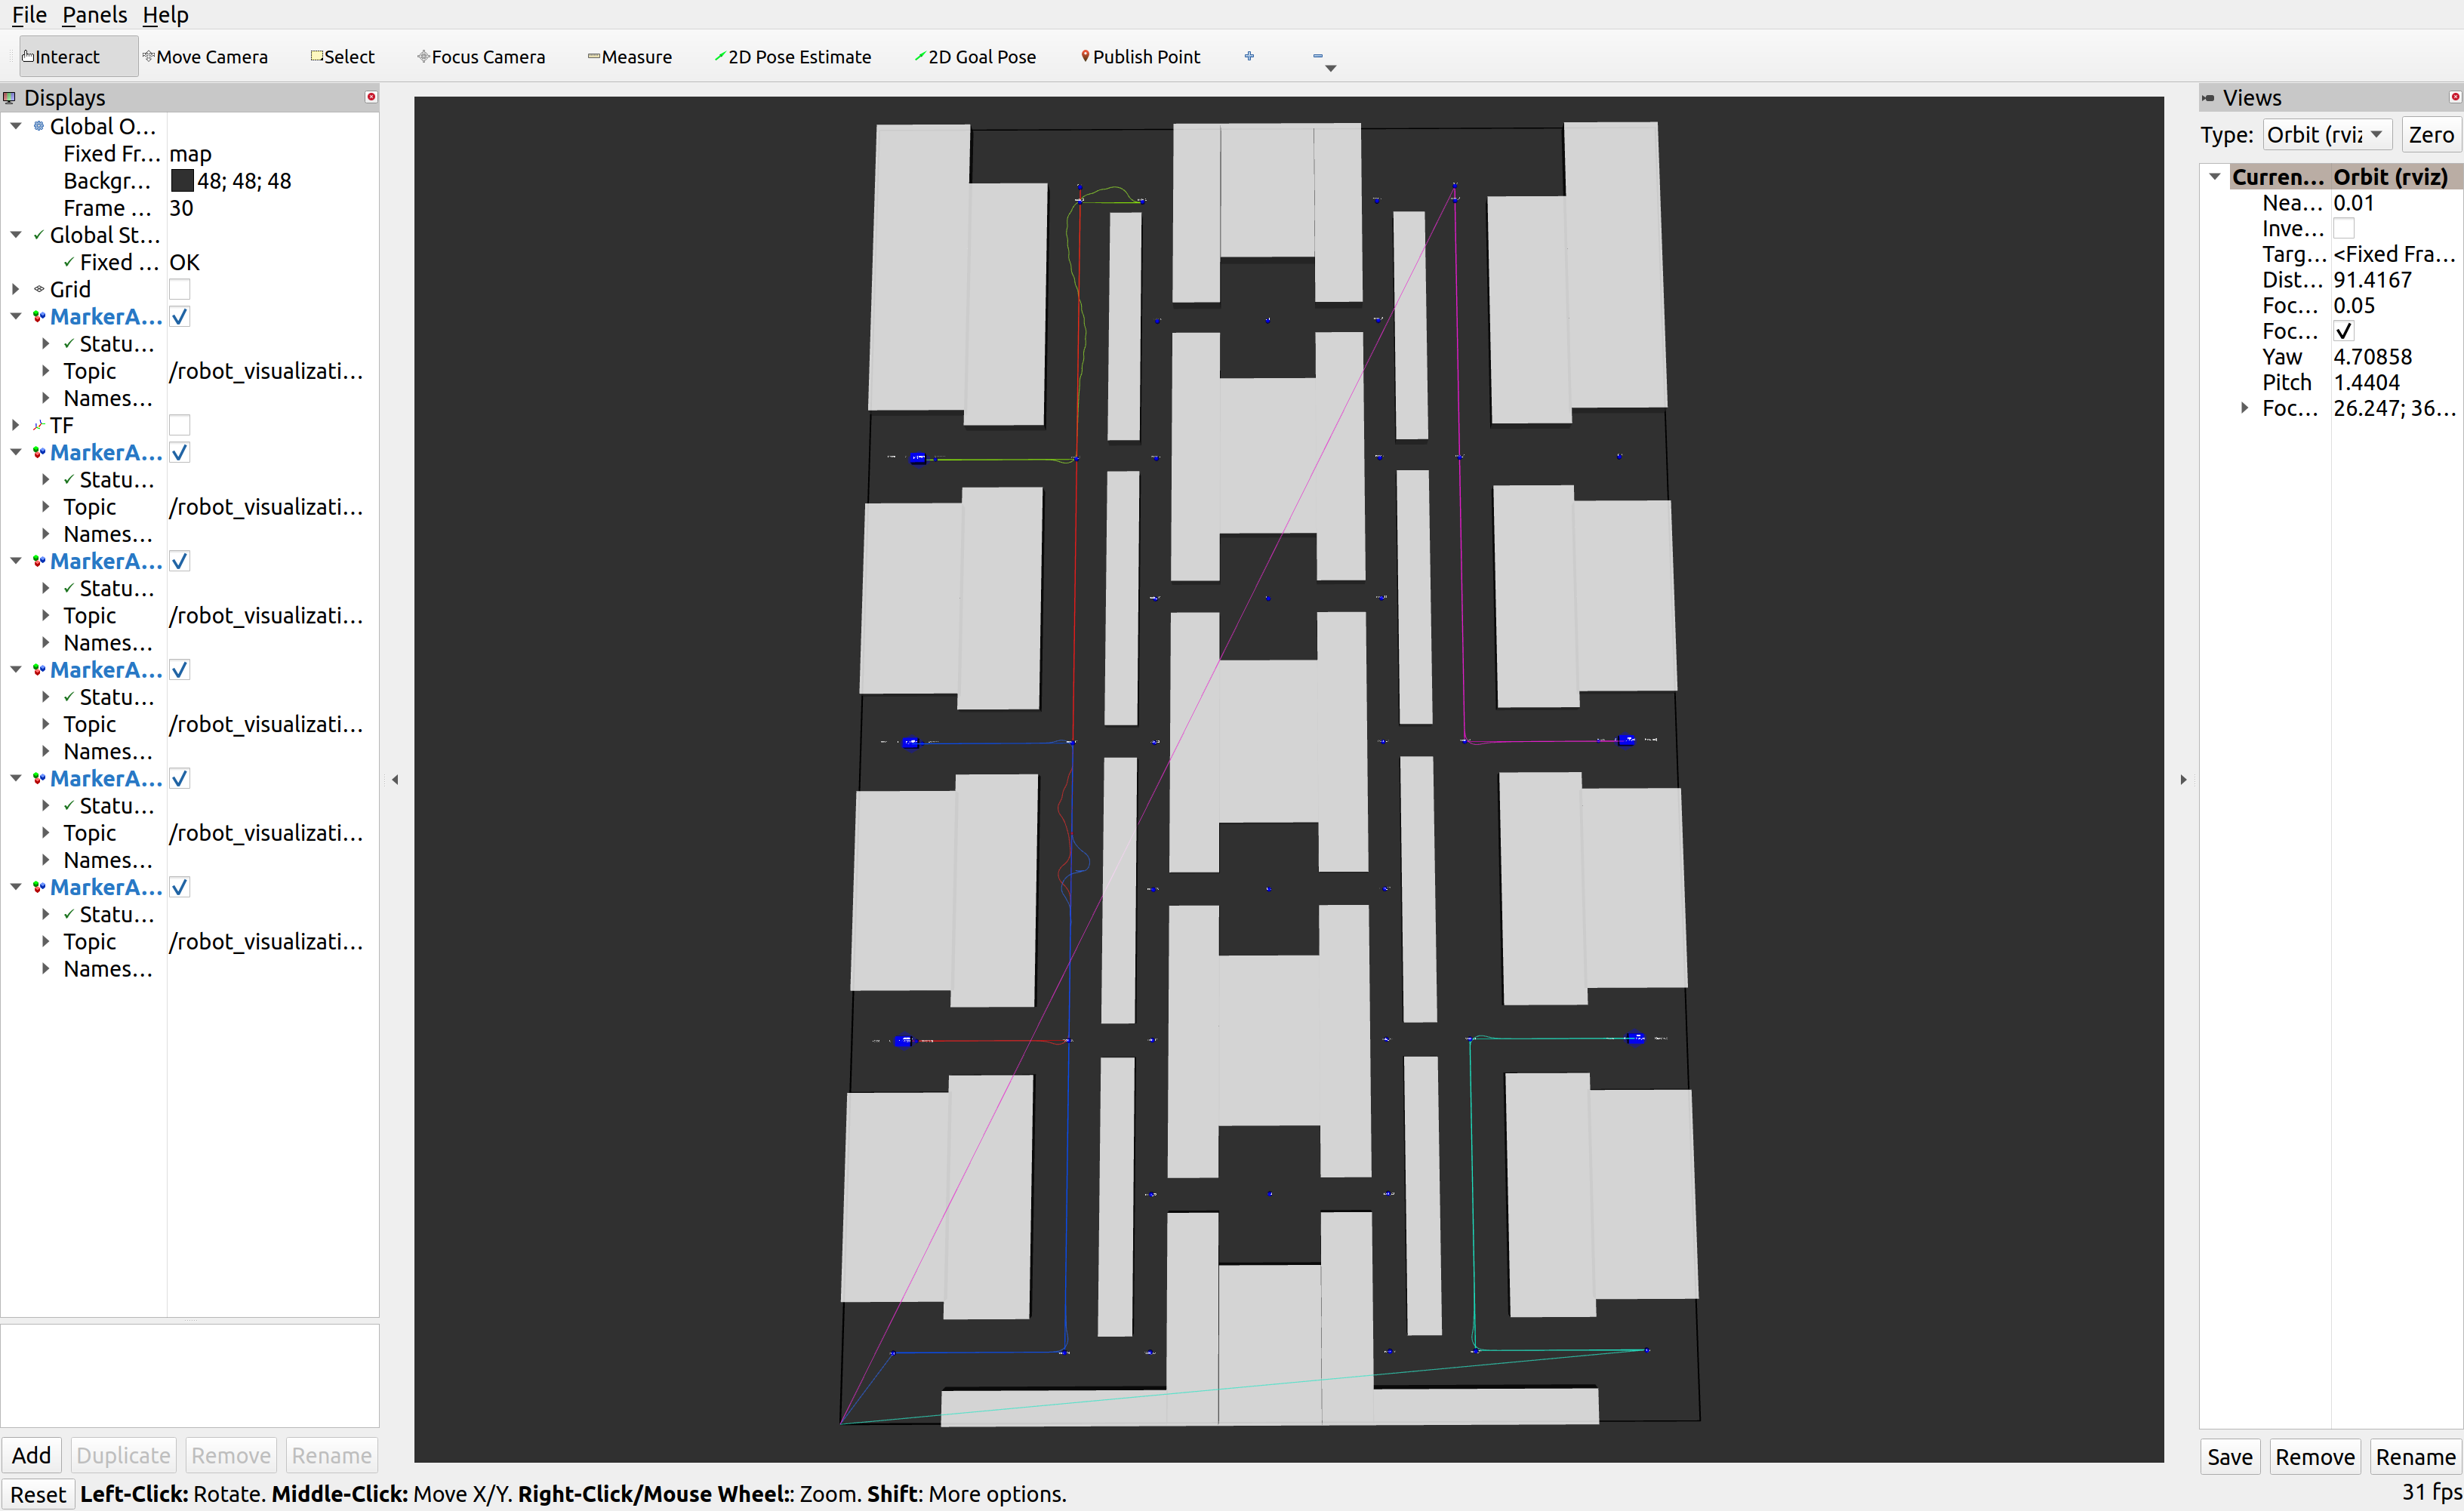 File Panels Help
Interact Move Camera Select Focus Camera Measure 2D Pose Estimate 2D Goal Pose Publish Point
Displays
Global O...
Fixed Fr... map
Backgr... 48; 48; 48
Frame ... 30
Global St...
Fixed ... OK
Grid
MarkerA...
Statu...
Topic /robot_visualizati...
Names...
TF
MarkerA...
Statu...
Topic /robot_visualizati...
Names...
MarkerA...
Statu...
Topic /robot_visualizati...
Names...
MarkerA...
Statu...
Topic /robot_visualizati...
Names...
MarkerA...
Statu...
Topic /robot_visualizati...
Names...
MarkerA...
Statu...
Topic /robot_visualizati...
Names...
Add Duplicate Remove Rename
Reset Left-Click: Rotate. Middle-Click: Move X/Y. Right-Click/Mouse Wheel:: Zoom. Shift: More options.
Views
Type: Orbit (rviz Zero
Curren... Orbit (rviz)
Nea... 0.01
Inve...
Targ... <Fixed Fra...
Dist... 91.4167
Foc... 0.05
Foc...
Yaw 4.70858
Pitch 1.4404
Foc... 26.247; 36...
Save Remove Rename
31 fps